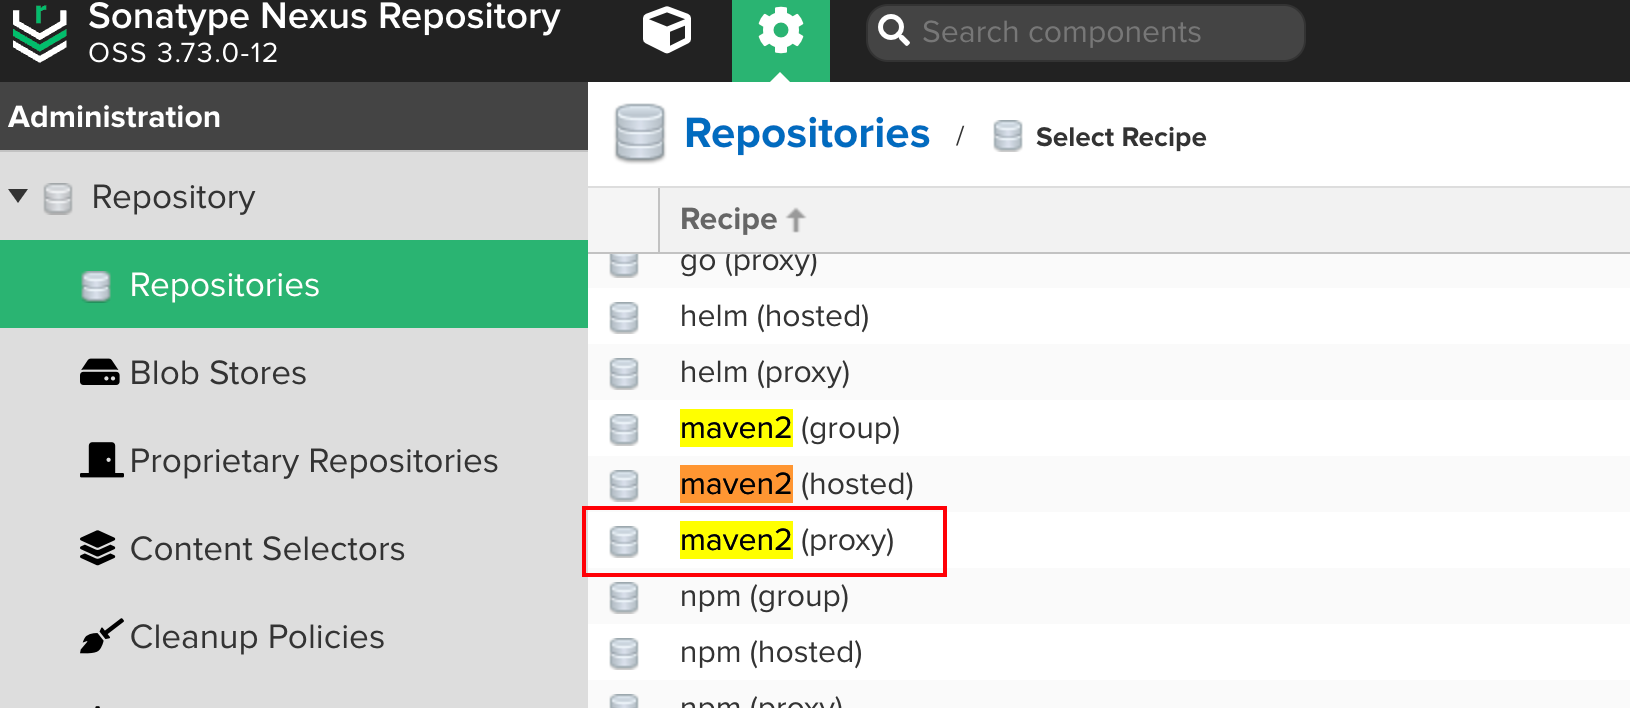 Sonatype Nexus Repository
OSS 3.73.0-12
Search components
Administration
Repositories / Select Recipe
Repository
Recipe
go (proxy)
Repositories
helm (hosted)
Blob Stores
helm (proxy)
maven2 (group)
Proprietary Repositories
maven2 (hosted)
Content Selectors
maven2 (proxy)
npm (group)
Cleanup Policies
npm (hosted)
npm (proxy)